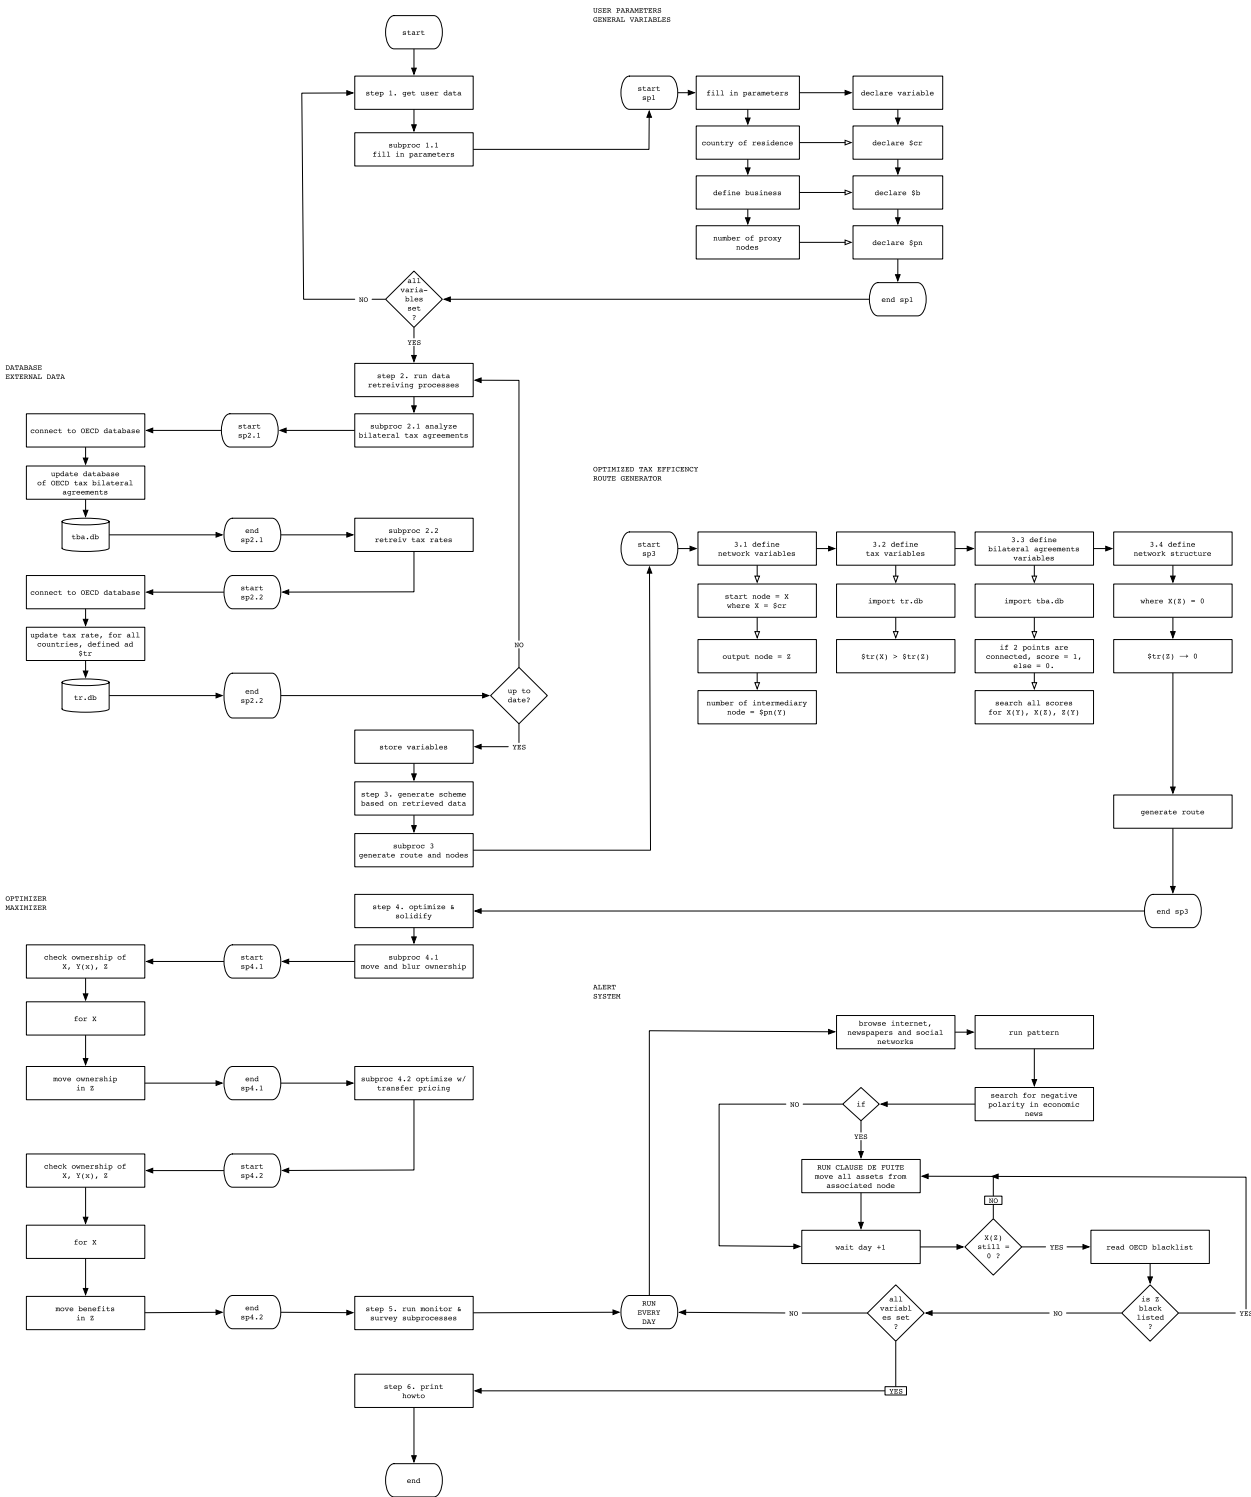 USER PARAMETERS
GENERAL VARIABLES
start
step 1. get user data
subproc 1.1
fill in parameters
start
sp1
fill in parameters
declare variable
country of residence
declare $cr
define business
declare $b
number of proxy
nodes
declare $pn
end sp1
all
varia-
bles
set
?
NO
YES
DATABASE
EXTERNAL DATA
step 2. run data
retreiving processes
subproc 2.1 analyze
bilateral tax agreements
start
sp2.1
connect to OECD database
update database
of OECD tax bilateral
agreements
tba.db
end
sp2.1
subproc 2.2
retreiv tax rates
start
sp2.2
connect to OECD database
update tax rate, for all
countries, defined ad
$tr
tr.db
end
sp2.2
up to
date?
NO
YES
store variables
step 3. generate scheme
based on retrieved data
subproc 3
generate route and nodes
OPTIMIZED TAX EFFICENCY
ROUTE GENERATOR
start
sp3
3.1 define
network variables
start node = X
where X = $cr
output node = Z
number of intermediary
node = $pn(Y)
3.2 define
tax variables
import tr.db
$tr(X) > $tr(Z)
3.3 define
bilateral agreements
variables
import tba.db
if 2 points are
connected, score = 1,
else = 0.
search all scores
for X(Y), X(Z), Z(Y)
3.4 define
network structure
where X(Z) = 0
$tr(Z) → 0
generate route
end sp3
OPTIMIZER
MAXIMIZER
step 4. optimize &
solidify
subproc 4.1
move and blur ownership
start
sp4.1
check ownership of
X, Y(x), Z
for X
move ownership
in Z
end
sp4.1
subproc 4.2 optimize w/
transfer pricing
start
sp4.2
check ownership of
X, Y(x), Z
for X
move benefits
in Z
end
sp4.2
step 5. run monitor &
survey subprocesses
RUN
EVERY
DAY
ALERT
SYSTEM
browse internet,
newspapers and social
networks
run pattern
search for negative
polarity in economic
news
if
NO
YES
RUN CLAUSE DE FUITE
move all assets from
associated node
wait day +1
X(Z)
still =
0 ?
NO
YES
read OECD blacklist
is Z
black
listed
?
YES
NO
all
variabl
es set
?
NO
YES
step 6. print
howto
end